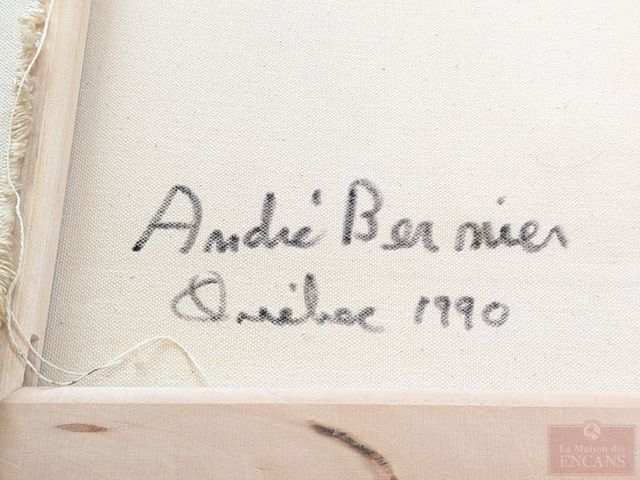 André Bernier
Québec 1990
La Maison des
ENCANS